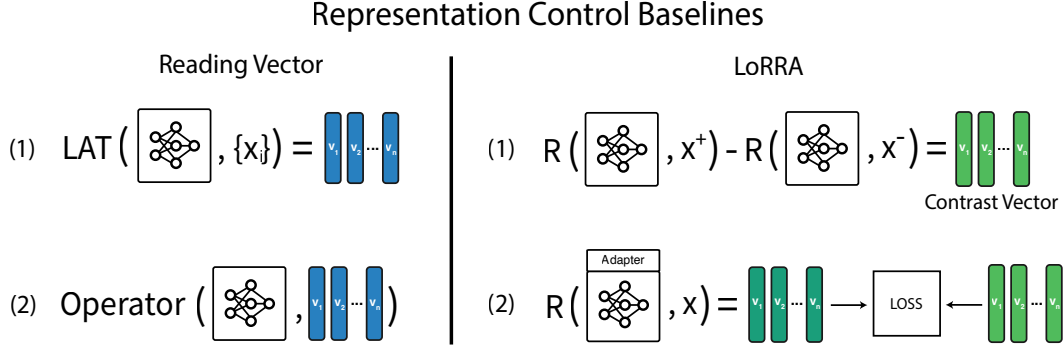 Representation Control Baselines
Reading Vector
(1) LAT ( , {xᵢ}) = v₁ v₂ ... vₙ
(2) Operator ( , v₁ v₂ ... vₙ )
LoRRA
(1) R ( , x⁺) - R ( , x⁻) = v₁ v₂ ... vₙ
Contrast Vector
Adapter
(2) R ( , x) = v₁ v₂ ... vₙ LOSS v₁ v₂ ... vₙ